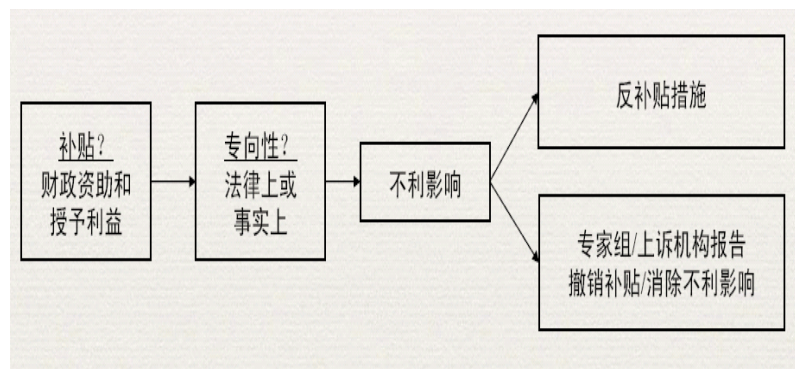 补贴？
财政资助和
授予利益
专向性？
法律上或
事实上
不利影响
反补贴措施
专家组/上诉机构报告
撤销补贴/消除不利影响